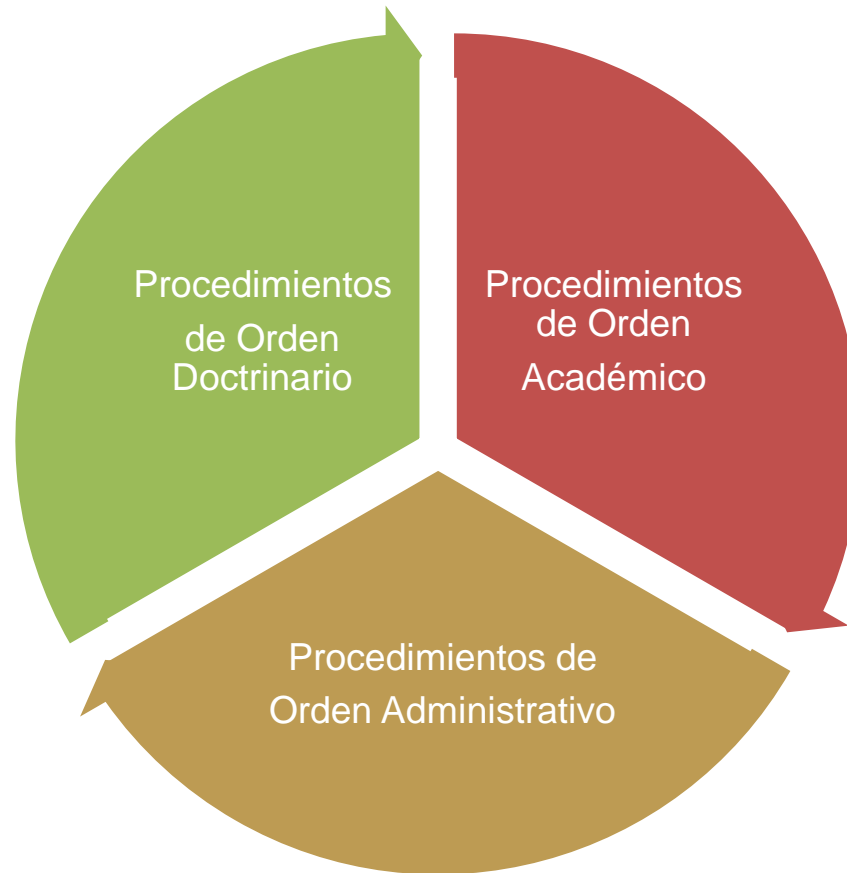 Procedimientos
de Orden
Doctrinario
Procedimientos
de Orden
Académico
Procedimientos de
Orden Administrativo